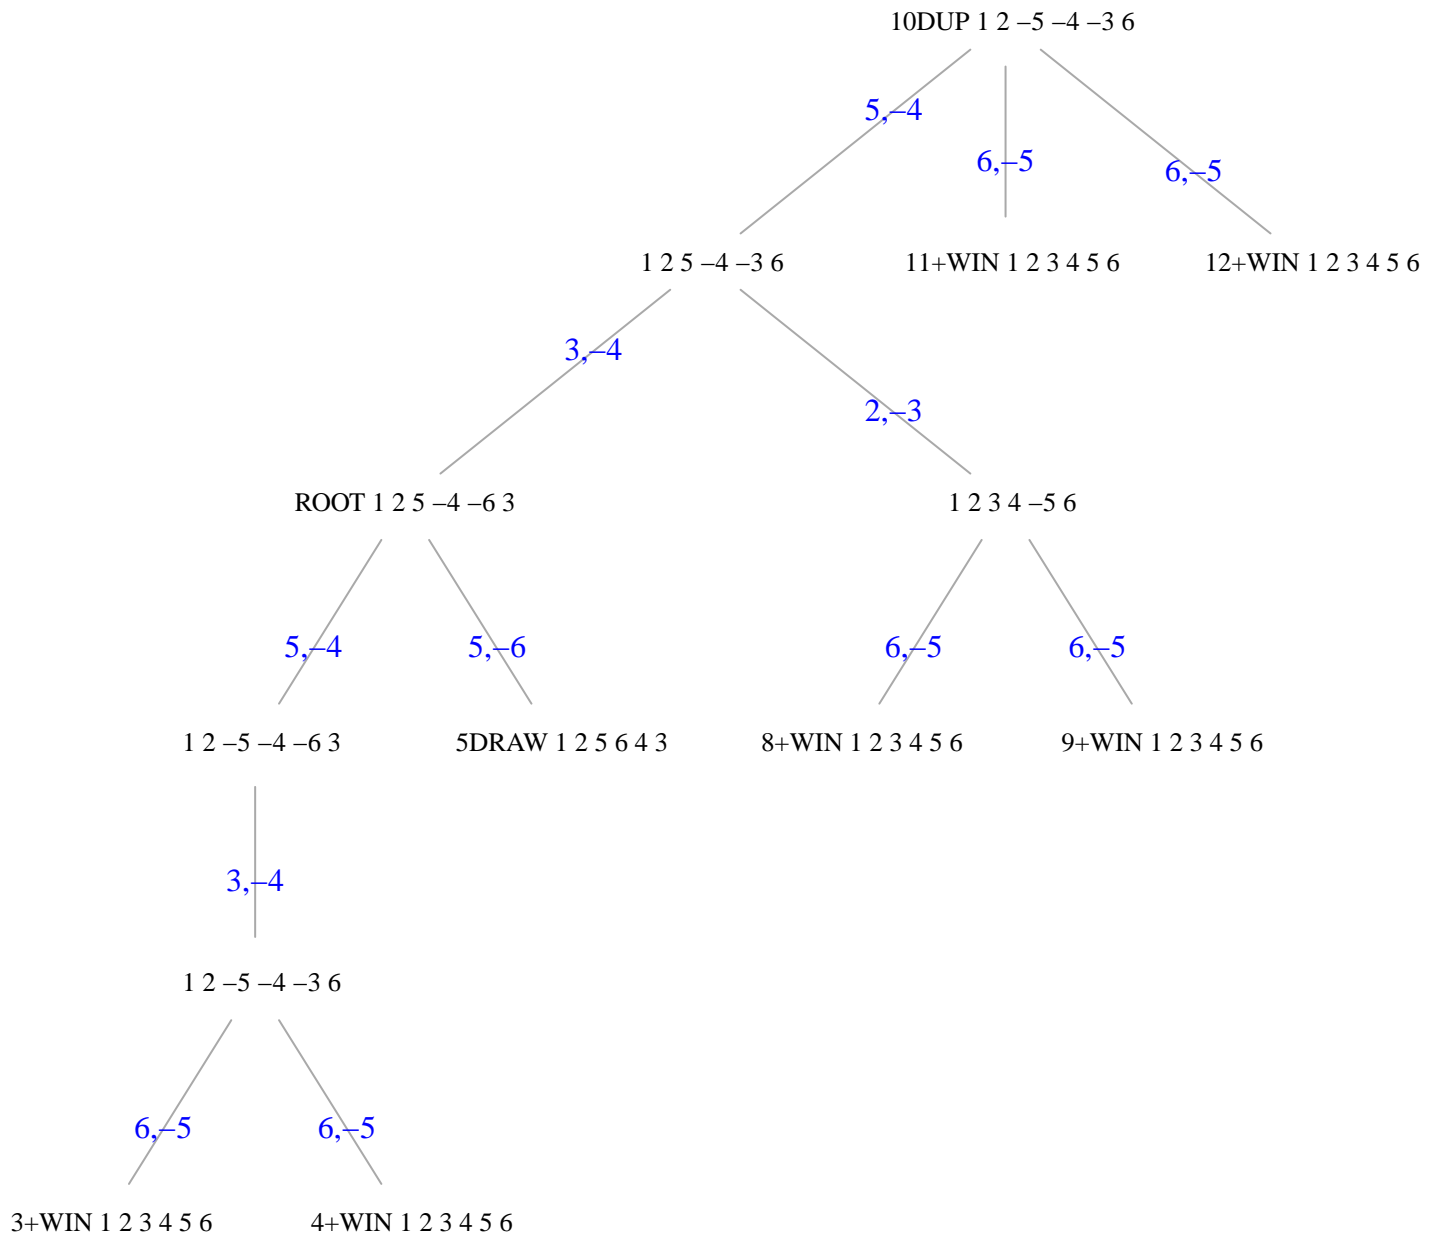 10DUP 1 2 –5 –4 –3 6
5,–4
6,–5
6,–5
1 2 5 –4 –3 6
11+WIN 1 2 3 4 5 6
12+WIN 1 2 3 4 5 6
3,–4
2,–3
ROOT 1 2 5 –4 –6 3
1 2 3 4 –5 6
5,–4
5,–6
6,–5
6,–5
1 2 –5 –4 –6 3
5DRAW 1 2 5 6 4 3
8+WIN 1 2 3 4 5 6
9+WIN 1 2 3 4 5 6
3,–4
1 2 –5 –4 –3 6
6,–5
6,–5
3+WIN 1 2 3 4 5 6
4+WIN 1 2 3 4 5 6